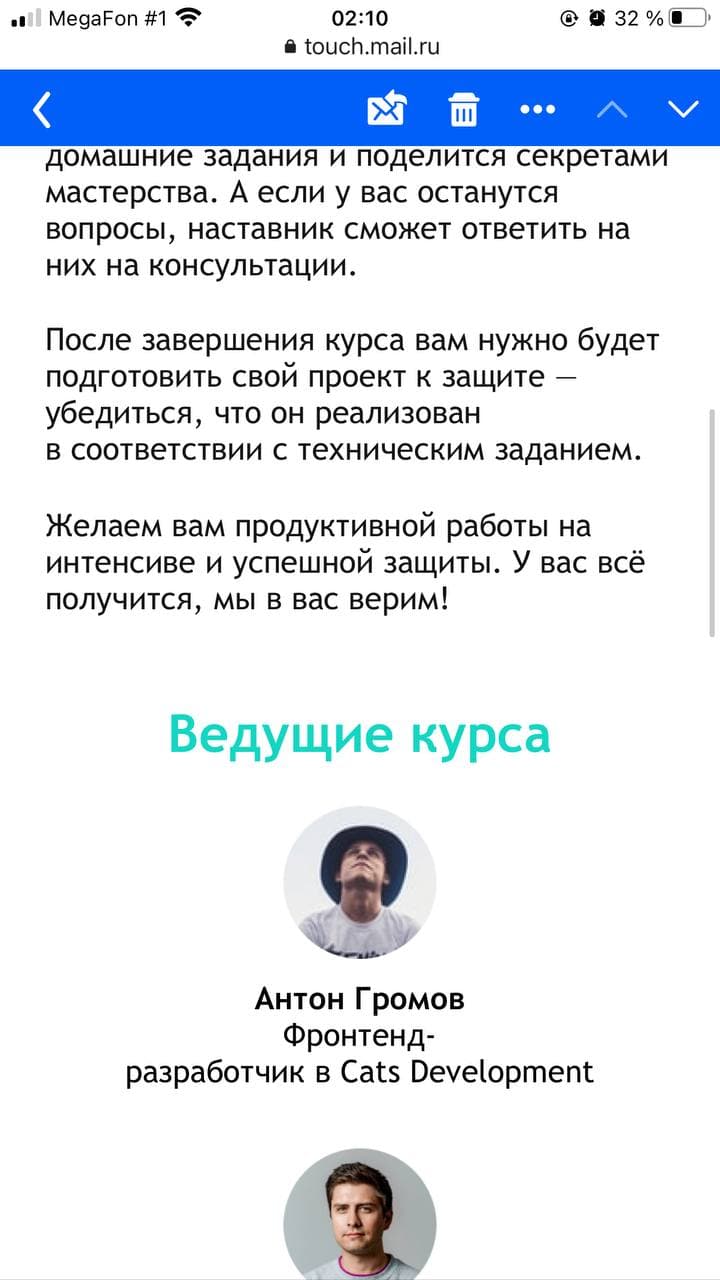 MegaFon #1 02:10 32 %
touch.mail.ru
домашние задания и поделится секретами
мастерства. А если у вас останутся
вопросы, наставник сможет ответить на
них на консультации.
После завершения курса вам нужно будет
подготовить свой проект к защите —
убедиться, что он реализован
в соответствии с техническим заданием.
Желаем вам продуктивной работы на
интенсиве и успешной защиты. У вас всё
получится, мы в вас верим!
Ведущие курса
Антон Громов
Фронтенд-
разработчик в Cats Development